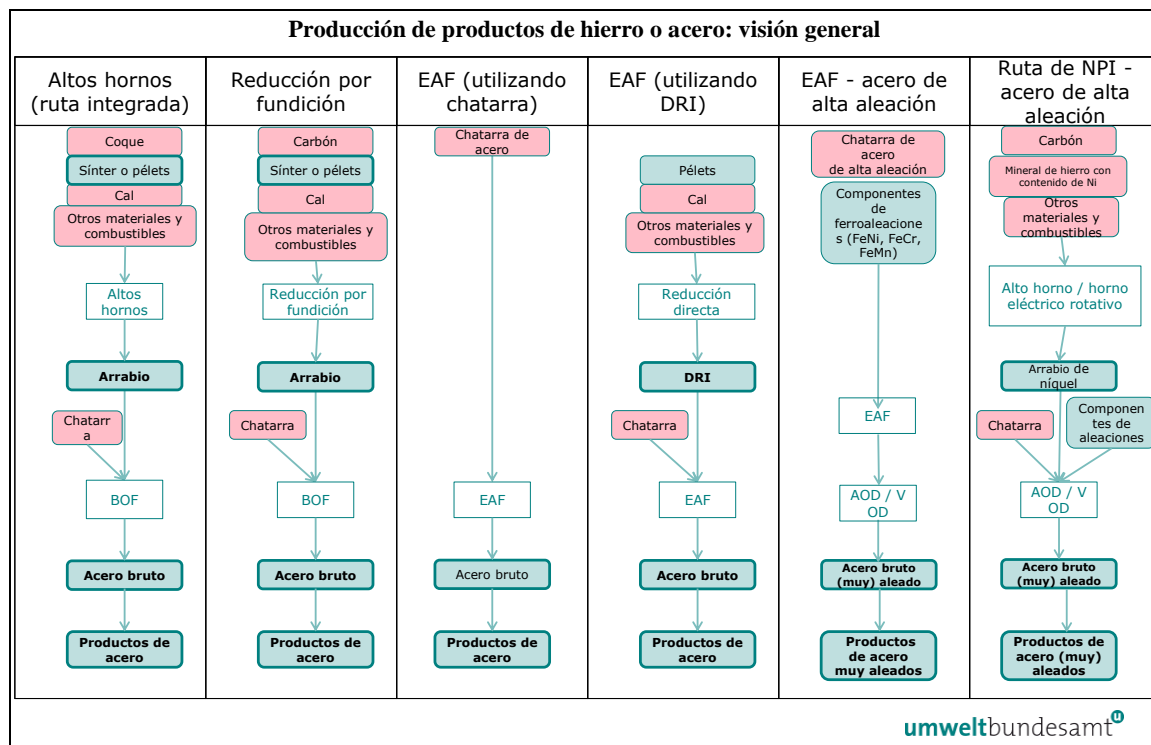 Producción de productos de hierro o acero: visión general
Altos hornos
(ruta integrada)
Coque
Sínter o pélets
Cal
Otros materiales y
combustibles
Altos
hornos
Arrabio
Chatarr
a
BOF
Acero bruto
Productos de
acero
Reducción por
fundición
Carbón
Sínter o pélets
Cal
Otros materiales y
combustibles
Reducción por
fundición
Arrabio
Chatarra
BOF
Acero bruto
Productos de
acero
EAF (utilizando
chatarra)
Chatarra de
acero
EAF
Acero bruto
Productos de
acero
EAF (utilizando
DRI)
Pélets
Cal
Otros materiales y
combustibles
Reducción
directa
DRI
Chatarra
EAF
Acero bruto
Productos de
acero
EAF - acero de
alta aleación
Chatarra de
acero
de alta aleación
Componentes
de
ferroaleacione
s (FeNi, FeCr,
FeMn)
EAF
AOD / V
OD
Acero bruto
(muy) aleado
Productos
de acero
muy aleados
Ruta de NPI -
acero de alta
aleación
Carbón
Mineral de hierro con
contenido de Ni
Otros
materiales y
combustibles
Alto horno / horno
eléctrico rotativo
Arrabio de
níquel
Chatarra
Componen
tes de
aleaciones
AOD / V
OD
Acero bruto
(muy) aleado
Productos de
acero (muy)
aleados
umweltbundesamt u